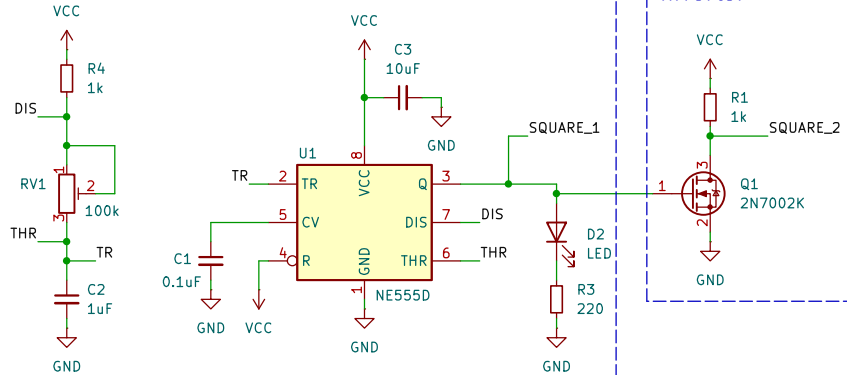 VCC
R4
1k
DIS
1
RV1
2
100k
3
THR
TR
C2
1uF
GND
VCC
C3
10uF
GND
U1
NE555D
8
VCC
TR
2
TR
5
CV
4
R
C1
0.1uF
GND
VCC
GND
1
GND
Q
3
DIS
7
DIS
THR
6
THR
SQUARE_1
D2
LED
R3
220
GND
VCC
R1
1k
SQUARE_2
3
1
Q1
2N7002K
2
GND